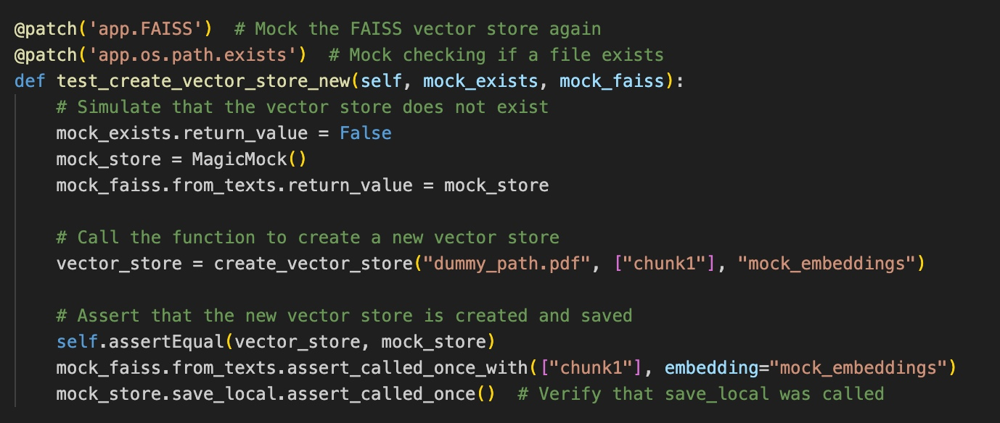 @patch('app.FAISS')  # Mock the FAISS vector store again
@patch('app.os.path.exists')  # Mock checking if a file exists
def test_create_vector_store_new(self, mock_exists, mock_faiss):
    # Simulate that the vector store does not exist
    mock_exists.return_value = False
    mock_store = MagicMock()
    mock_faiss.from_texts.return_value = mock_store

    # Call the function to create a new vector store
    vector_store = create_vector_store("dummy_path.pdf", ["chunk1"], "mock_embeddings")

    # Assert that the new vector store is created and saved
    self.assertEqual(vector_store, mock_store)
    mock_faiss.from_texts.assert_called_once_with(["chunk1"], embedding="mock_embeddings")
    mock_store.save_local.assert_called_once()  # Verify that save_local was called